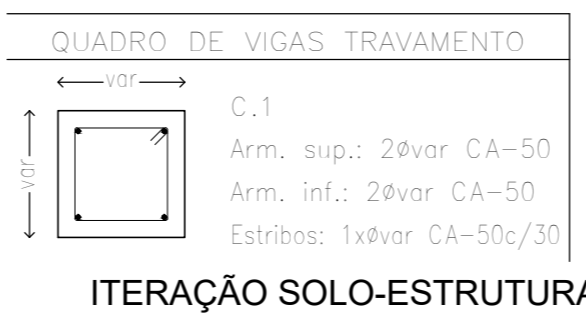 QUADRO DE VIGAS TRAVAMENTO
var
var
C.1
Arm. sup.: 2øvar CA-50
Arm. inf.: 2øvar CA-50
Estribos: 1xøvar CA-50c/30
ITERAÇÃO SOLO-ESTRUTURA